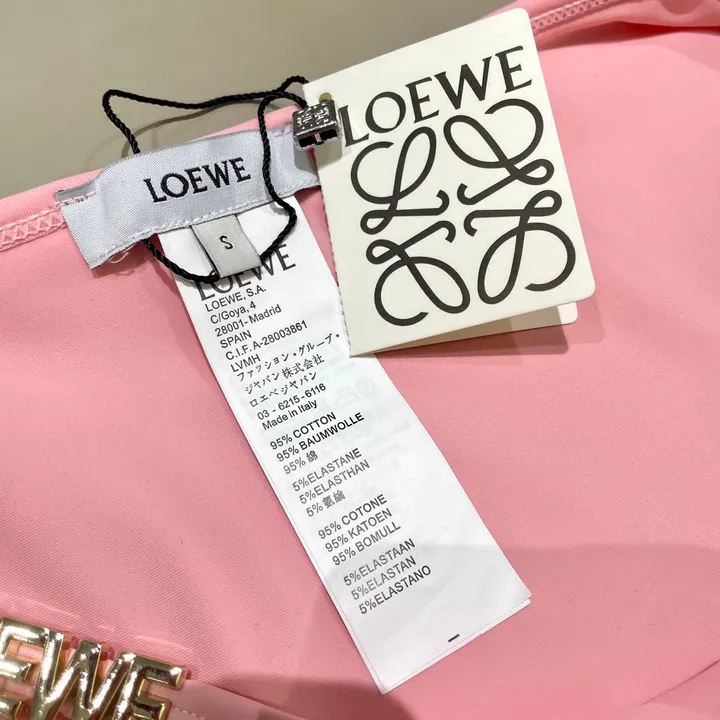 LOEWE
LOEWE
S
LOEWE
LOEWE, S.A.
C/Goya, 4
28001- Madrid
SPAIN
C.I.F.A-28003861
LVMH
ファッション・グループ・
ジャパン株式会社
ロエベジャパン
03 - 6215-6116
Made in Italy
95% COTTON
95% BAUMWOLLE
95% 綿
5%ELASTANE
5%ELASTHAN
5% 氨綸
95% COTONE
95% KATOEN
95% BOMULL
5%ELASTAAN
5%ELASTAN
5%ELASTANO
EWE